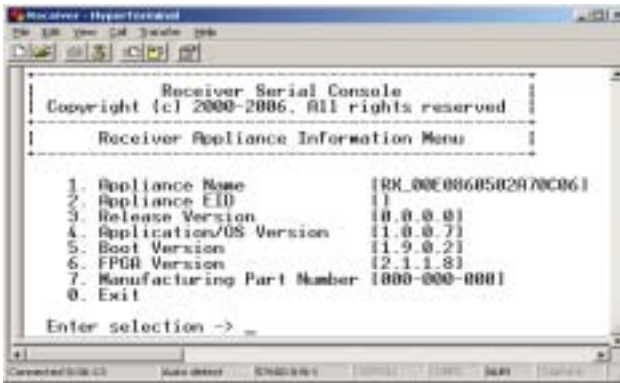 Receiver - HyperTerminal
File Edit View Call Transfer Help
Receiver Serial Console
Copyright (c) 2000-2006. All rights reserved
Receiver Appliance Information Menu
1. Appliance Name [RX_00E0860502A70C06]
2. Appliance EID []
3. Release Version [0.0.0.0]
4. Application/OS Version [1.0.0.7]
5. Boot Version [1.9.0.2]
6. FPGA Version [2.1.1.8]
7. Manufacturing Part Number [000-000-000]
0. Exit
Enter selection -> _
Auto detect
NUM